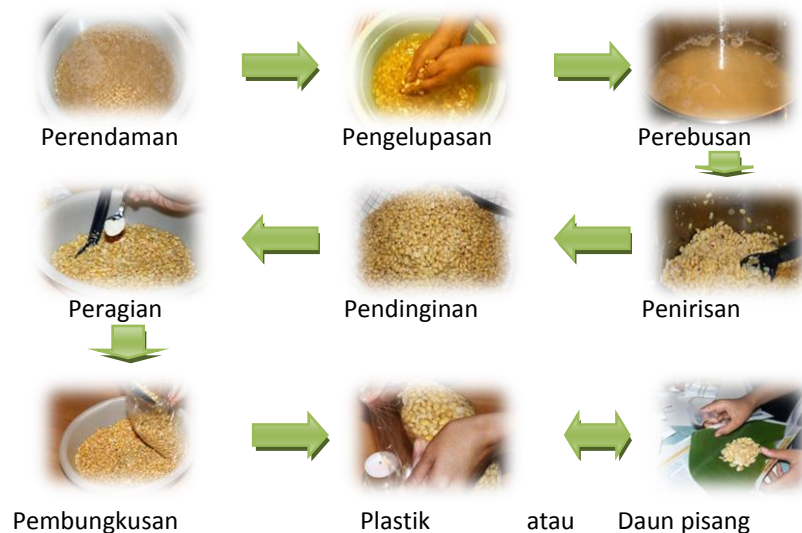 Perendaman Pengelupasan Perebusan
Peragian Pendinginan Penirisan
Pembungkusan Plastik atau Daun pisang